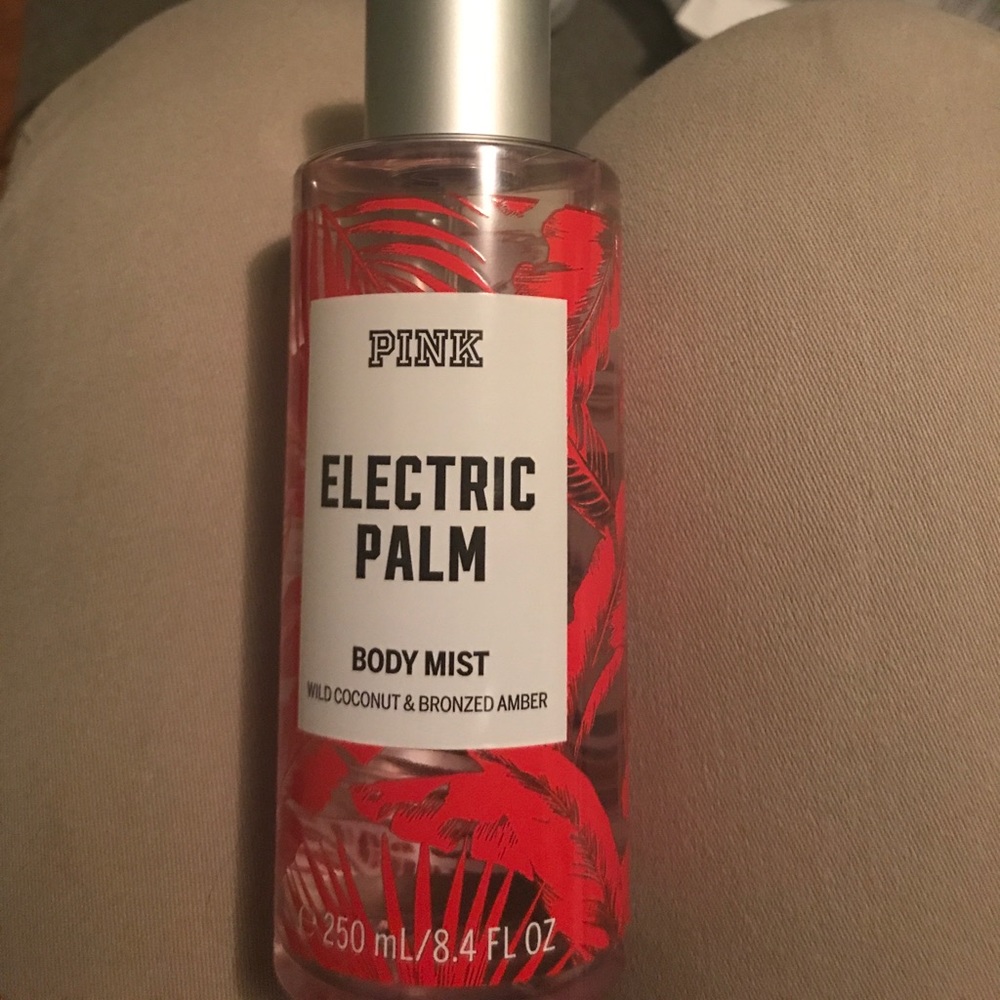 PINK
ELECTRIC
PALM
BODY MIST
WILD COCONUT & BRONZED AMBER
℮ 250 mL/8.4 FL OZ